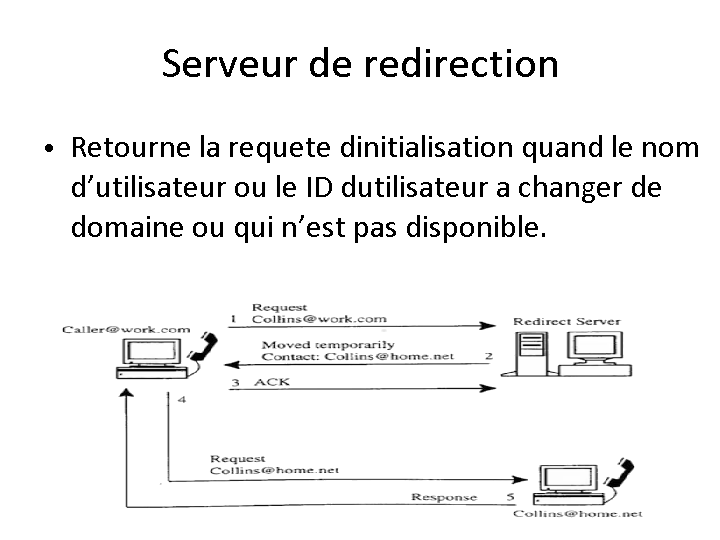 Serveur de redirection
• Retourne la requete dinitialisation quand le nom
d’utilisateur ou le ID dutilisateur a changer de
domaine ou qui n’est pas disponible.
Request
1 Collins@work.com
Caller@work.com
Redirect Server
Moved temporarily
Contact: Collins@home.net 2
3 ACK
4
Request
Collins@home.net
Response 5
Collins@home.net